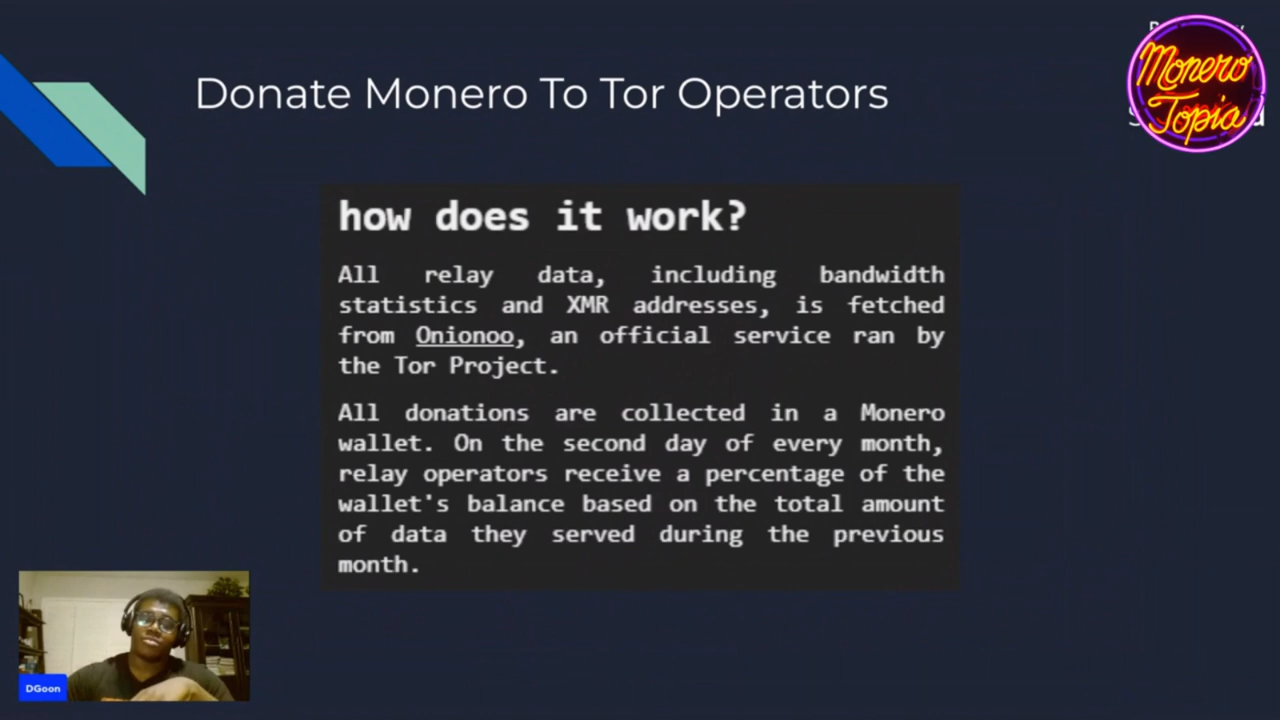 Donate Monero To Tor Operators
Monero
Topia
how does it work?
All relay data, including bandwidth
statistics and XMR addresses, is fetched
from Onionoo, an official service ran by
the Tor Project.
All donations are collected in a Monero
wallet. On the second day of every month,
relay operators receive a percentage of the
wallet's balance based on the total amount
of data they served during the previous
month.
DGoon